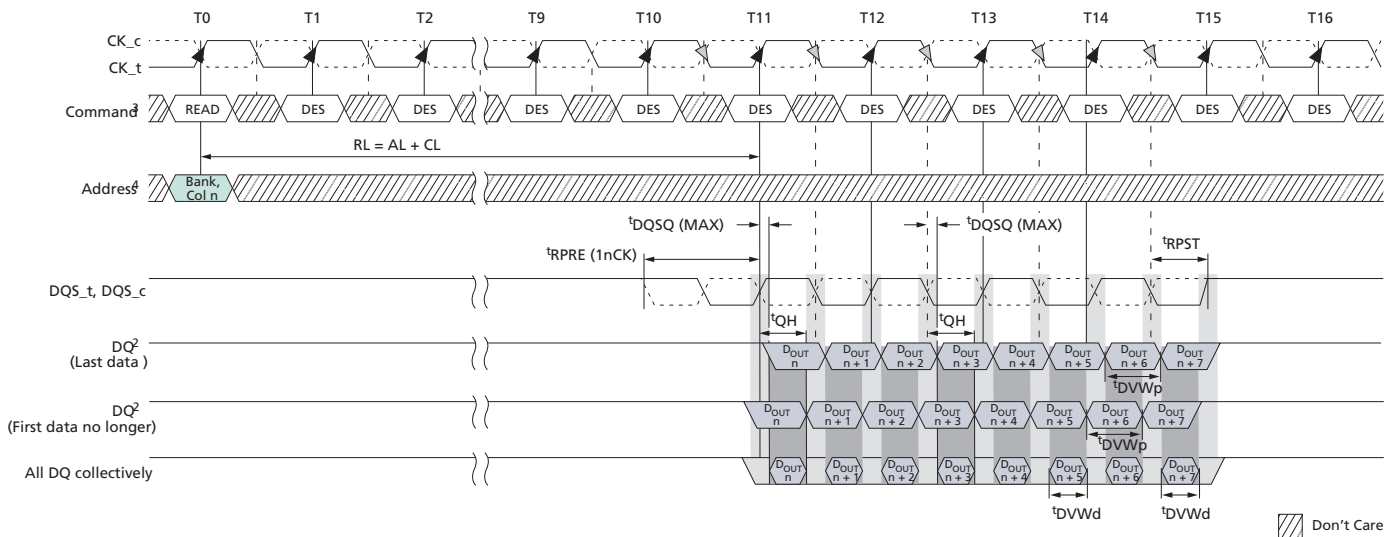 T0 T1 T2 T9 T10 T11 T12 T13 T14 T15 T16
CK_c
CK_t
Command3 READ DES DES DES DES DES DES DES DES DES DES
RL = AL + CL
Address4 Bank,
Col n
tDQSQ (MAX) tDQSQ (MAX)
tRPRE (1nCK) tRPST
DQS_t, DQS_c
tQH tQH
DQ2
(Last data )
DOUT n DOUT n + 1 DOUT n + 2 DOUT n + 3 DOUT n + 4 DOUT n + 5 DOUT n + 6 DOUT n + 7
tDVWp
DQ2
(First data no longer)
DOUT n DOUT n + 1 DOUT n + 2 DOUT n + 3 DOUT n + 4 DOUT n + 5 DOUT n + 6 DOUT n + 7
tDVWp
All DQ collectively
DOUT n DOUT n + 1 DOUT n + 2 DOUT n + 3 DOUT n + 4 DOUT n + 5 DOUT n + 6 DOUT n + 7
tDVWd tDVWd
Don't Care